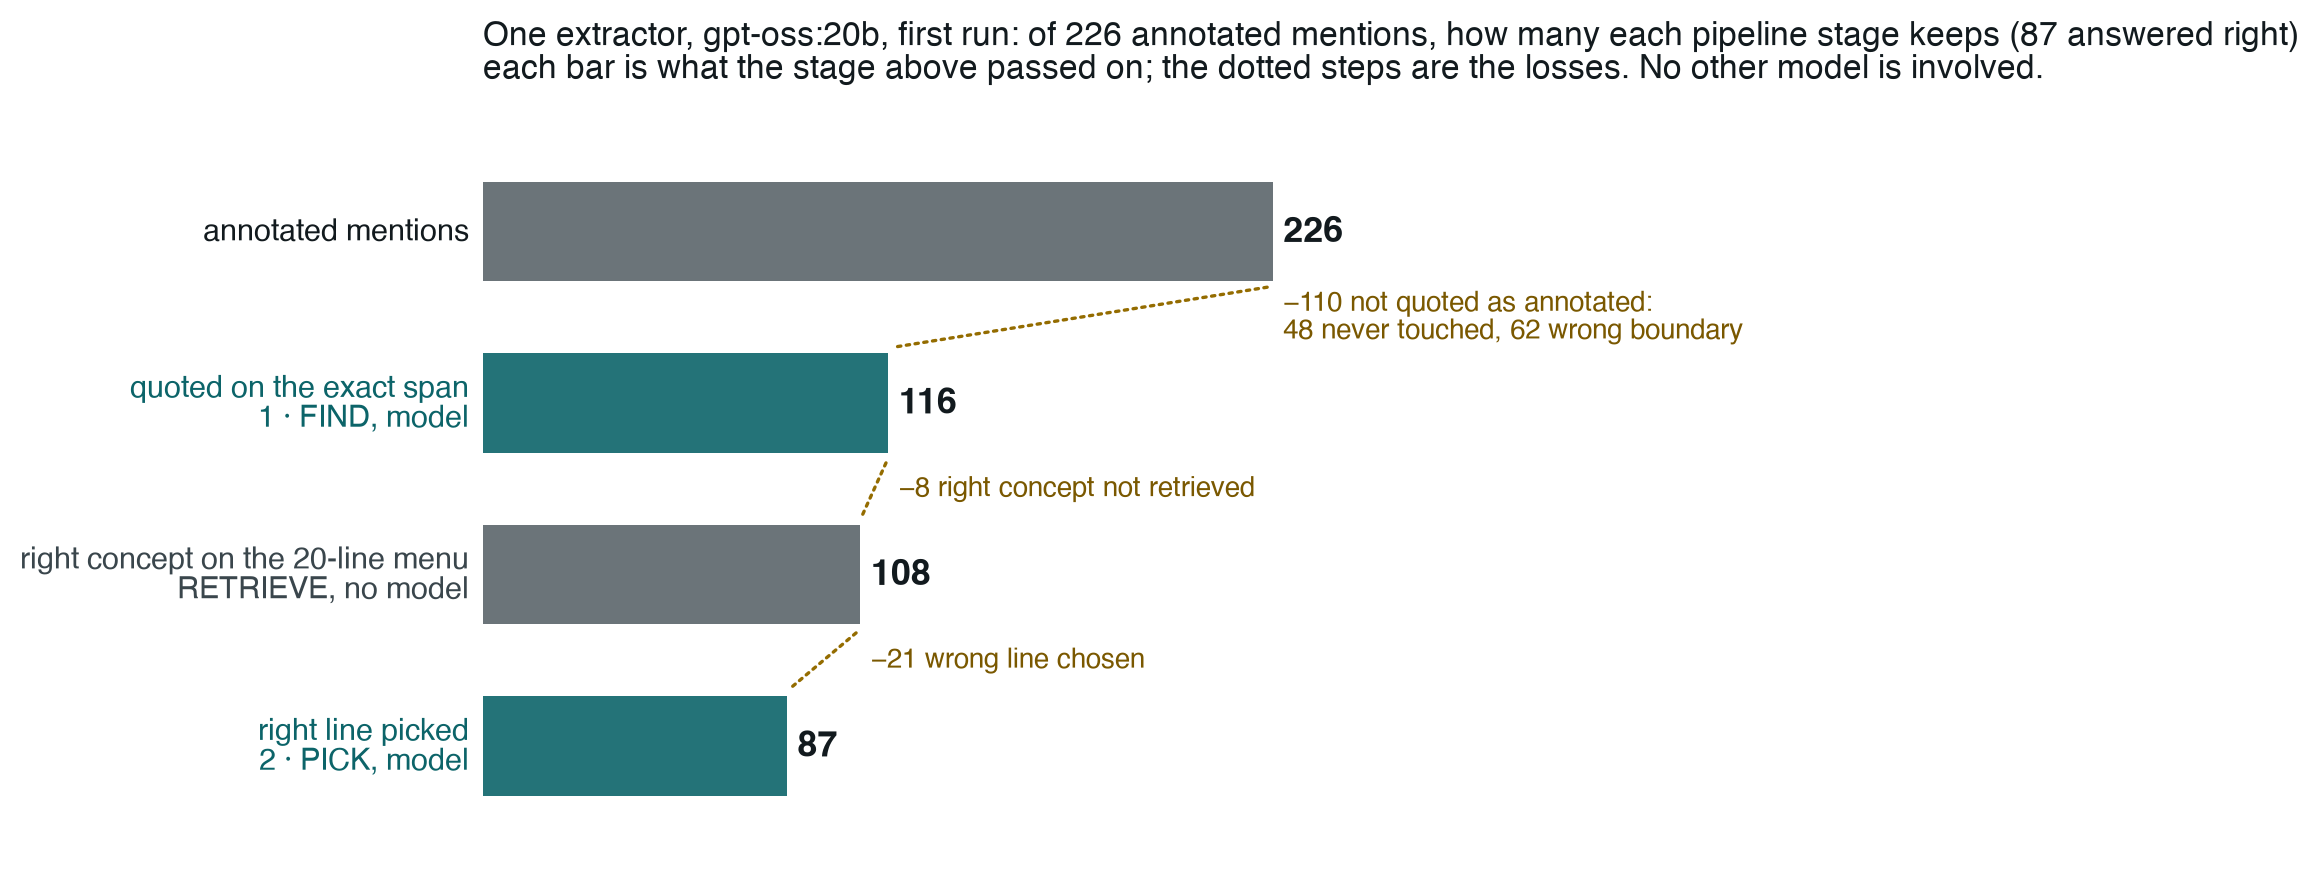 One extractor, gpt-oss:20b, first run: of 226 annotated mentions, how many each pipeline stage keeps (87 answered right)
each bar is what the stage above passed on; the dotted steps are the losses. No other model is involved.
annotated mentions
226
–110 not quoted as annotated:
48 never touched, 62 wrong boundary
quoted on the exact span
1 · FIND, model
116
–8 right concept not retrieved
right concept on the 20-line menu
RETRIEVE, no model
108
–21 wrong line chosen
right line picked
2 · PICK, model
87